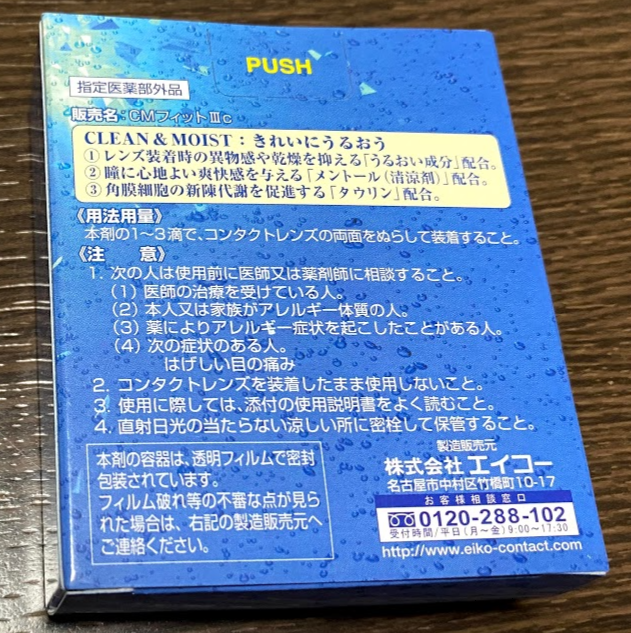 PUSH
指定医薬部外品
販売名:CMフィットⅢc
CLEAN & MOIST:きれいにうるおう
①レンズ装着時の異物感や乾燥を抑える「うるおい成分」配合。
②瞳に心地よい爽快感を与える「メントール(清涼剤)」配合。
③角膜細胞の新陳代謝を促進する「タウリン」配合。
《用法用量》
本剤の1〜3滴で、コンタクトレンズの両面をぬらして装着すること。
《注 意》
1. 次の人は使用前に医師又は薬剤師に相談すること。
(1) 医師の治療を受けている人。
(2) 本人又は家族がアレルギー体質の人。
(3) 薬によりアレルギー症状を起こしたことがある人。
(4) 次の症状のある人。
はげしい目の痛み
2. コンタクトレンズを装着したまま使用しないこと。
3. 使用に際しては、添付の使用説明書をよく読むこと。
4. 直射日光の当たらない涼しい所に密栓して保管すること。
本剤の容器は、透明フィルムで密封
包装されています。
フィルム破れ等の不審な点が見ら
れた場合は、右記の製造販売元へ
ご連絡ください。
製造販売元
株式会社 エイコー
名古屋市中村区竹橋町10-17
お客様相談窓口
0120-288-102
受付時間/平日(月〜金)9:00〜17:30
http://www.eiko-contact.com